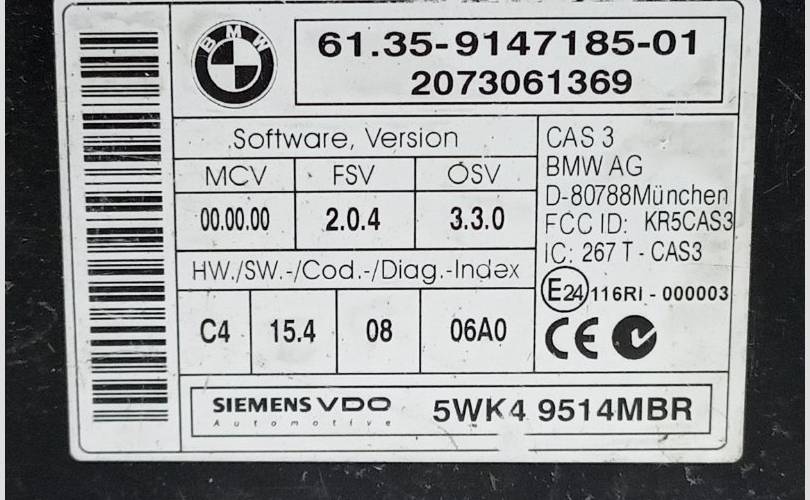 BMW
61.35-9147185-01
2073061369
Software, Version
MCV FSV ÖSV
00.00.00 2.0.4 3.3.0
HW./SW.-/Cod.-/Diag.-Index
C4 15.4 08 06A0
CAS 3
BMW AG
D-80788München
FCC ID: KR5CAS3
IC: 267 T - CAS3
E24 116RI - 000003
CE
SIEMENS VDO
Automotive
5WK4 9514MBR